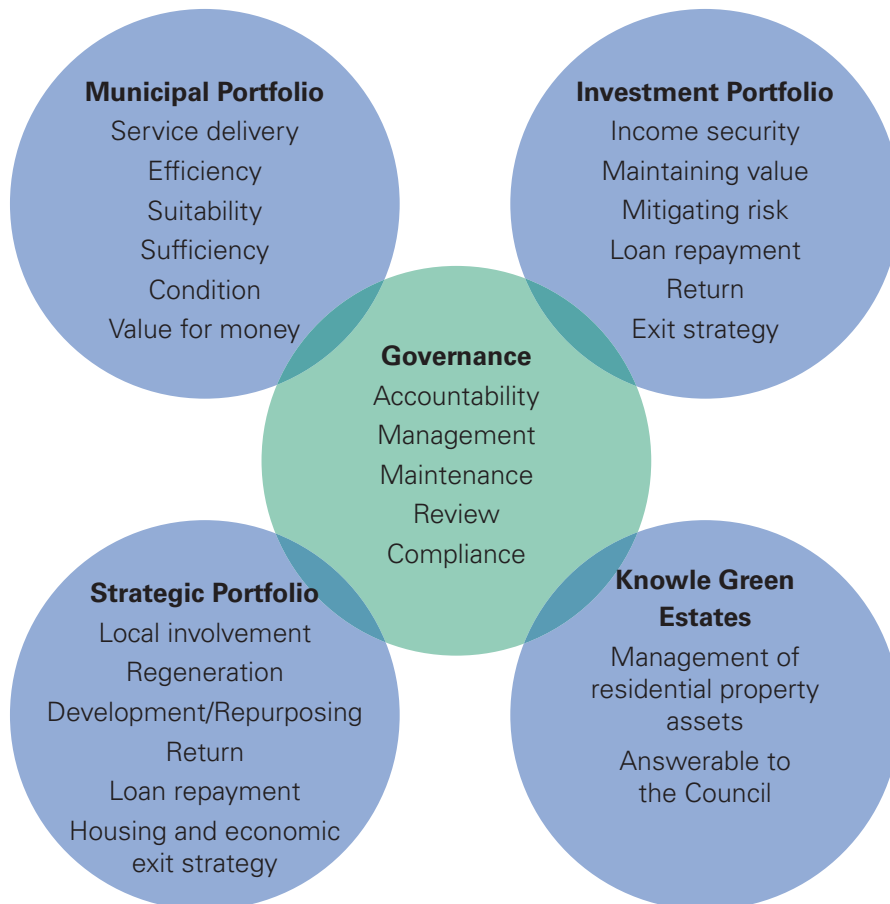 Municipal Portfolio
Service delivery
Efficiency
Suitability
Sufficiency
Condition
Value for money
Investment Portfolio
Income security
Maintaining value
Mitigating risk
Loan repayment
Return
Exit strategy
Governance
Accountability
Management
Maintenance
Review
Compliance
Strategic Portfolio
Local involvement
Regeneration
Development/Repurposing
Return
Loan repayment
Housing and economic
exit strategy
Knowle Green
Estates
Management of
residential property
assets
Answerable to
the Council